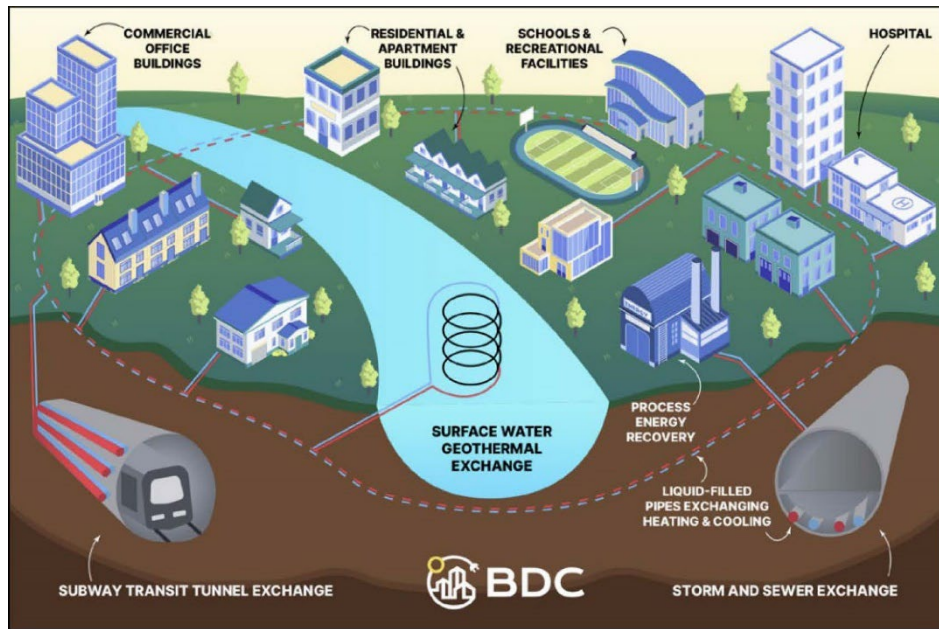 COMMERCIAL
OFFICE
BUILDINGS
RESIDENTIAL &
APARTMENT
BUILDINGS
SCHOOLS &
RECREATIONAL
FACILITIES
HOSPITAL
H
ENERGY
SURFACE WATER
GEOTHERMAL
EXCHANGE
PROCESS
ENERGY
RECOVERY
LIQUID-FILLED
PIPES EXCHANGING
HEATING & COOLING
SUBWAY TRANSIT TUNNEL EXCHANGE
BDC
STORM AND SEWER EXCHANGE